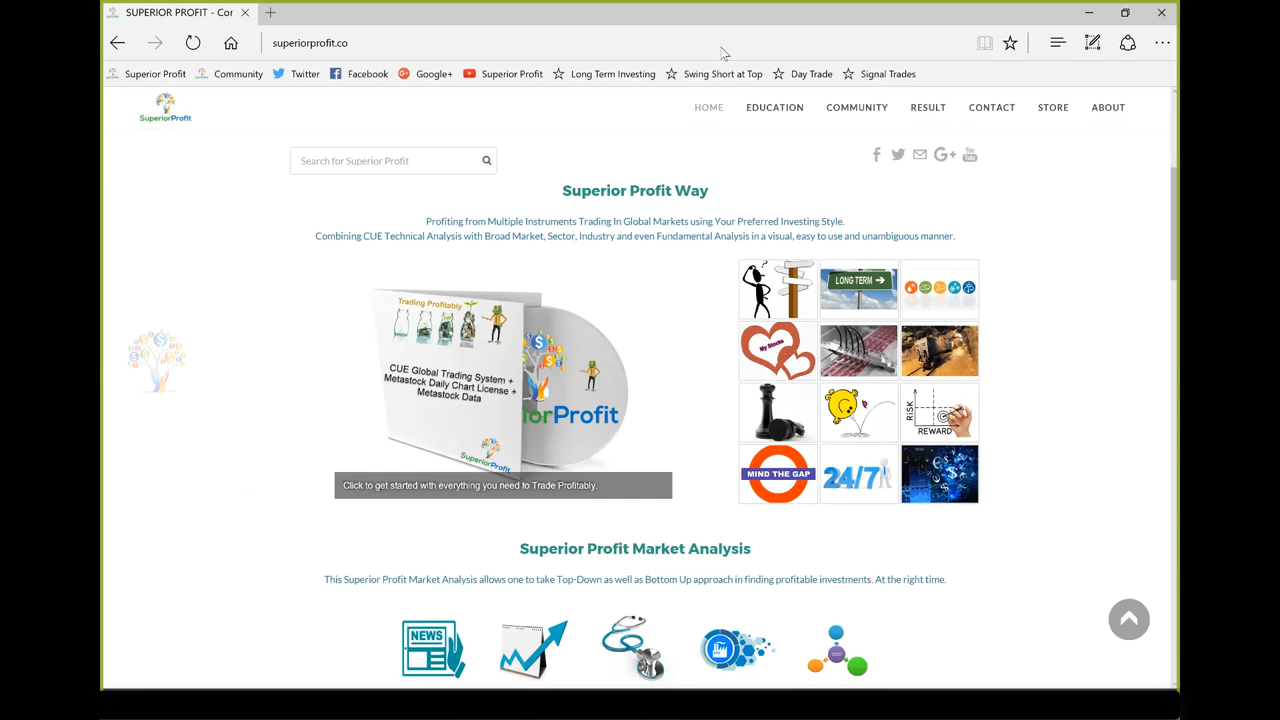 SUPERIOR PROFIT - Cor
superiorprofit.co
Superior Profit Community Twitter Facebook Google+ Superior Profit Long Term Investing Swing Short at Top Day Trade Signal Trades
SuperiorProfit
HOME EDUCATION COMMUNITY RESULT CONTACT STORE ABOUT
Search for Superior Profit
You Tube
Superior Profit Way
Profiting from Multiple Instruments Trading In Global Markets using Your Preferred Investing Style.
Combining CUE Technical Analysis with Broad Market, Sector, Industry and even Fundamental Analysis in a visual, easy to use and unambiguous manner.
Trading Profitably
CUE Global Trading System +
Metastock Daily Chart License +
Metastock Data
iorProfit
SuperiorProfit
Click to get started with everything you need to Trade Profitably.
LONG TERM
My Stocks
RISK
REWARD
MIND THE GAP
24/7
Superior Profit Market Analysis
This Superior Profit Market Analysis allows one to take Top-Down as well as Bottom Up approach in finding profitable investments. At the right time.
NEWS